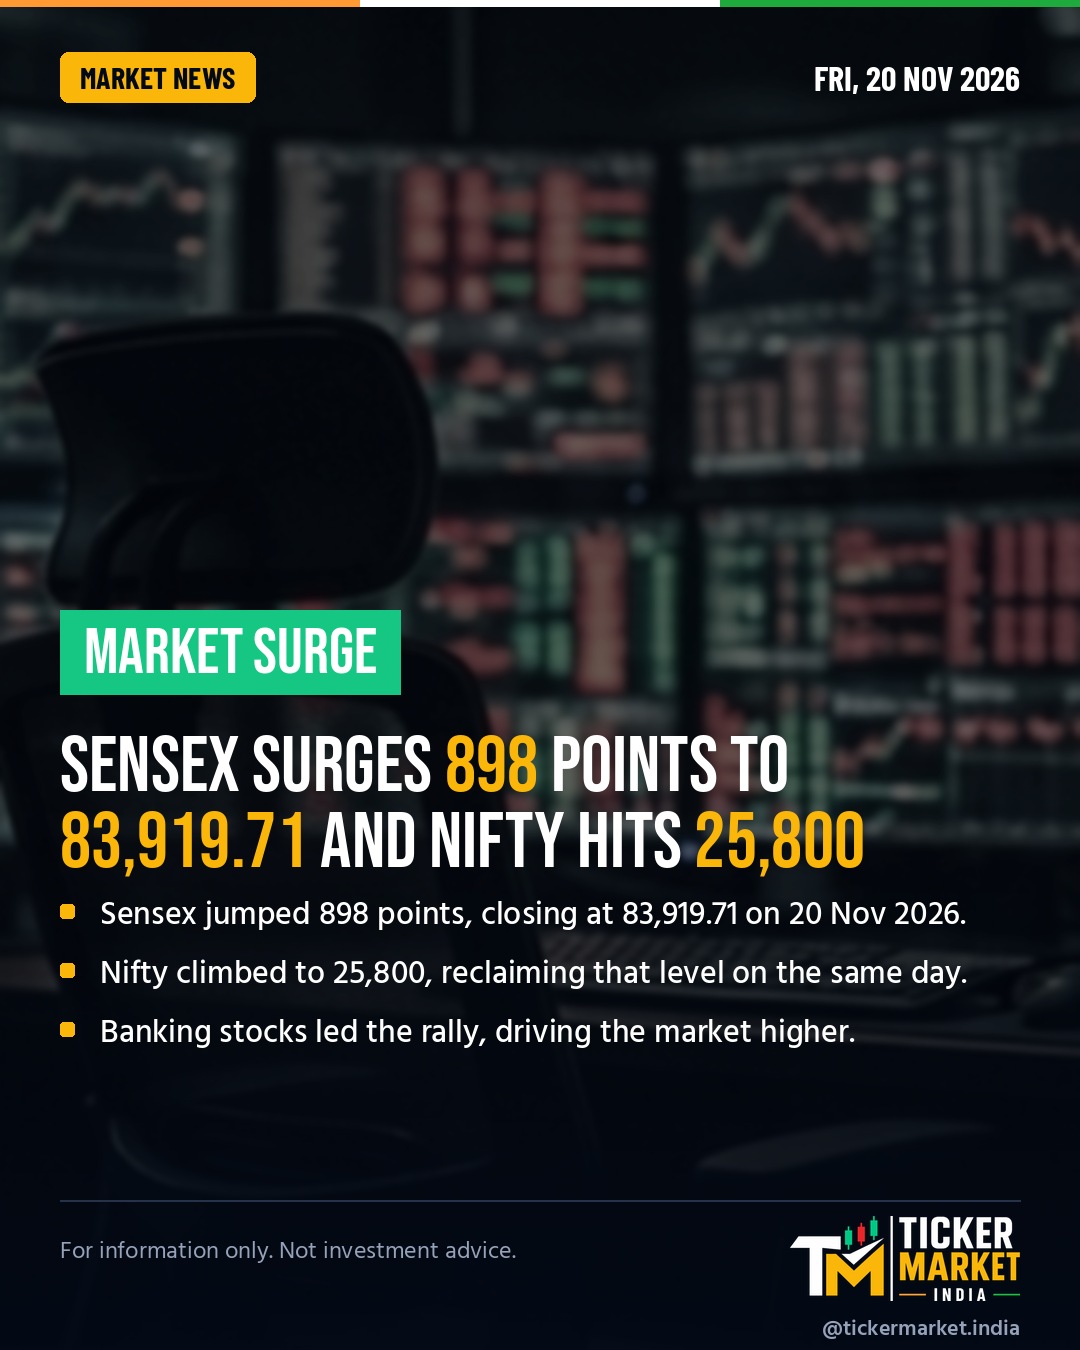 MARKET NEWS
FRI, 20 NOV 2026
MARKET SURGE
SENSEX SURGES 898 POINTS TO
83,919.71 AND NIFTY HITS 25,800
Sensex jumped 898 points, closing at 83,919.71 on 20 Nov 2026.
Nifty climbed to 25,800, reclaiming that level on the same day.
Banking stocks led the rally, driving the market higher.
For information only. Not investment advice.
TM
TICKER
MARKET
INDIA
@tickermarket.india